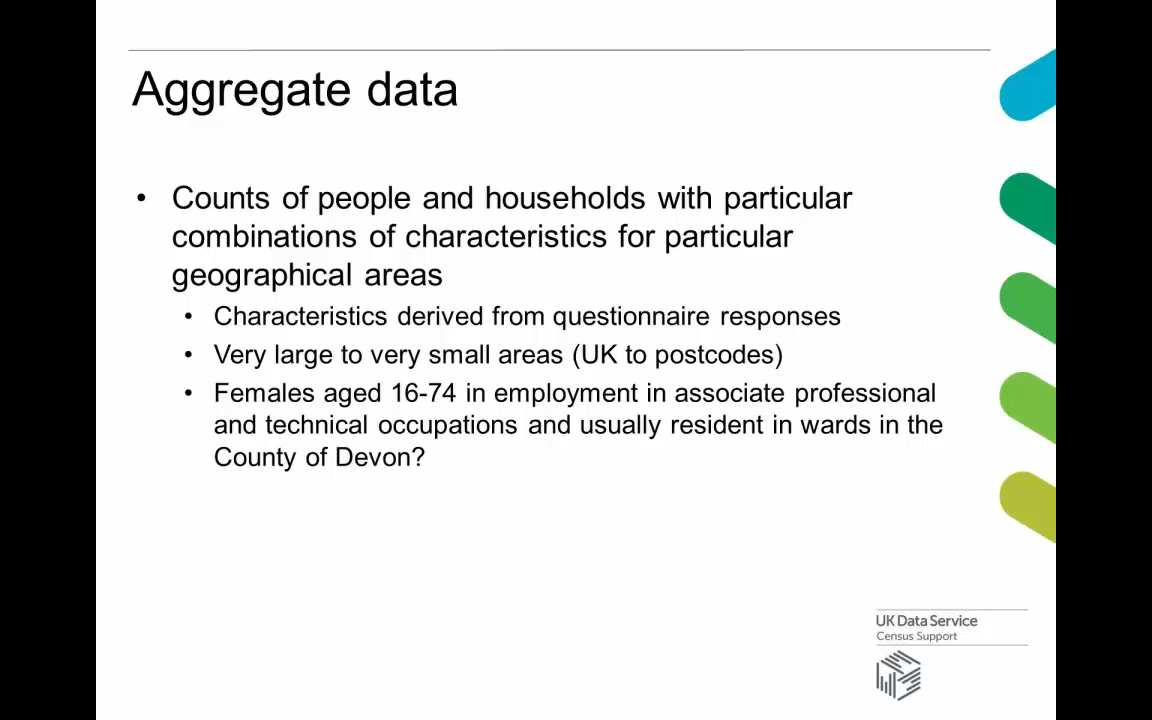 Aggregate data
• Counts of people and households with particular
combinations of characteristics for particular
geographical areas
• Characteristics derived from questionnaire responses
• Very large to very small areas (UK to postcodes)
• Females aged 16-74 in employment in associate professional
and technical occupations and usually resident in wards in the
County of Devon?
UK Data Service
Census Support